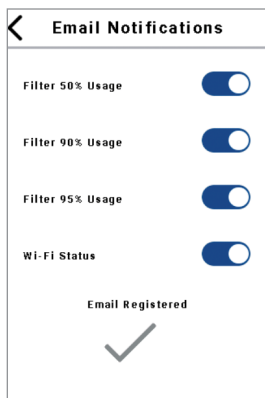 Email Notifications
Filter 50% Usage
Filter 90% Usage
Filter 95% Usage
Wi-Fi Status
Email Registered